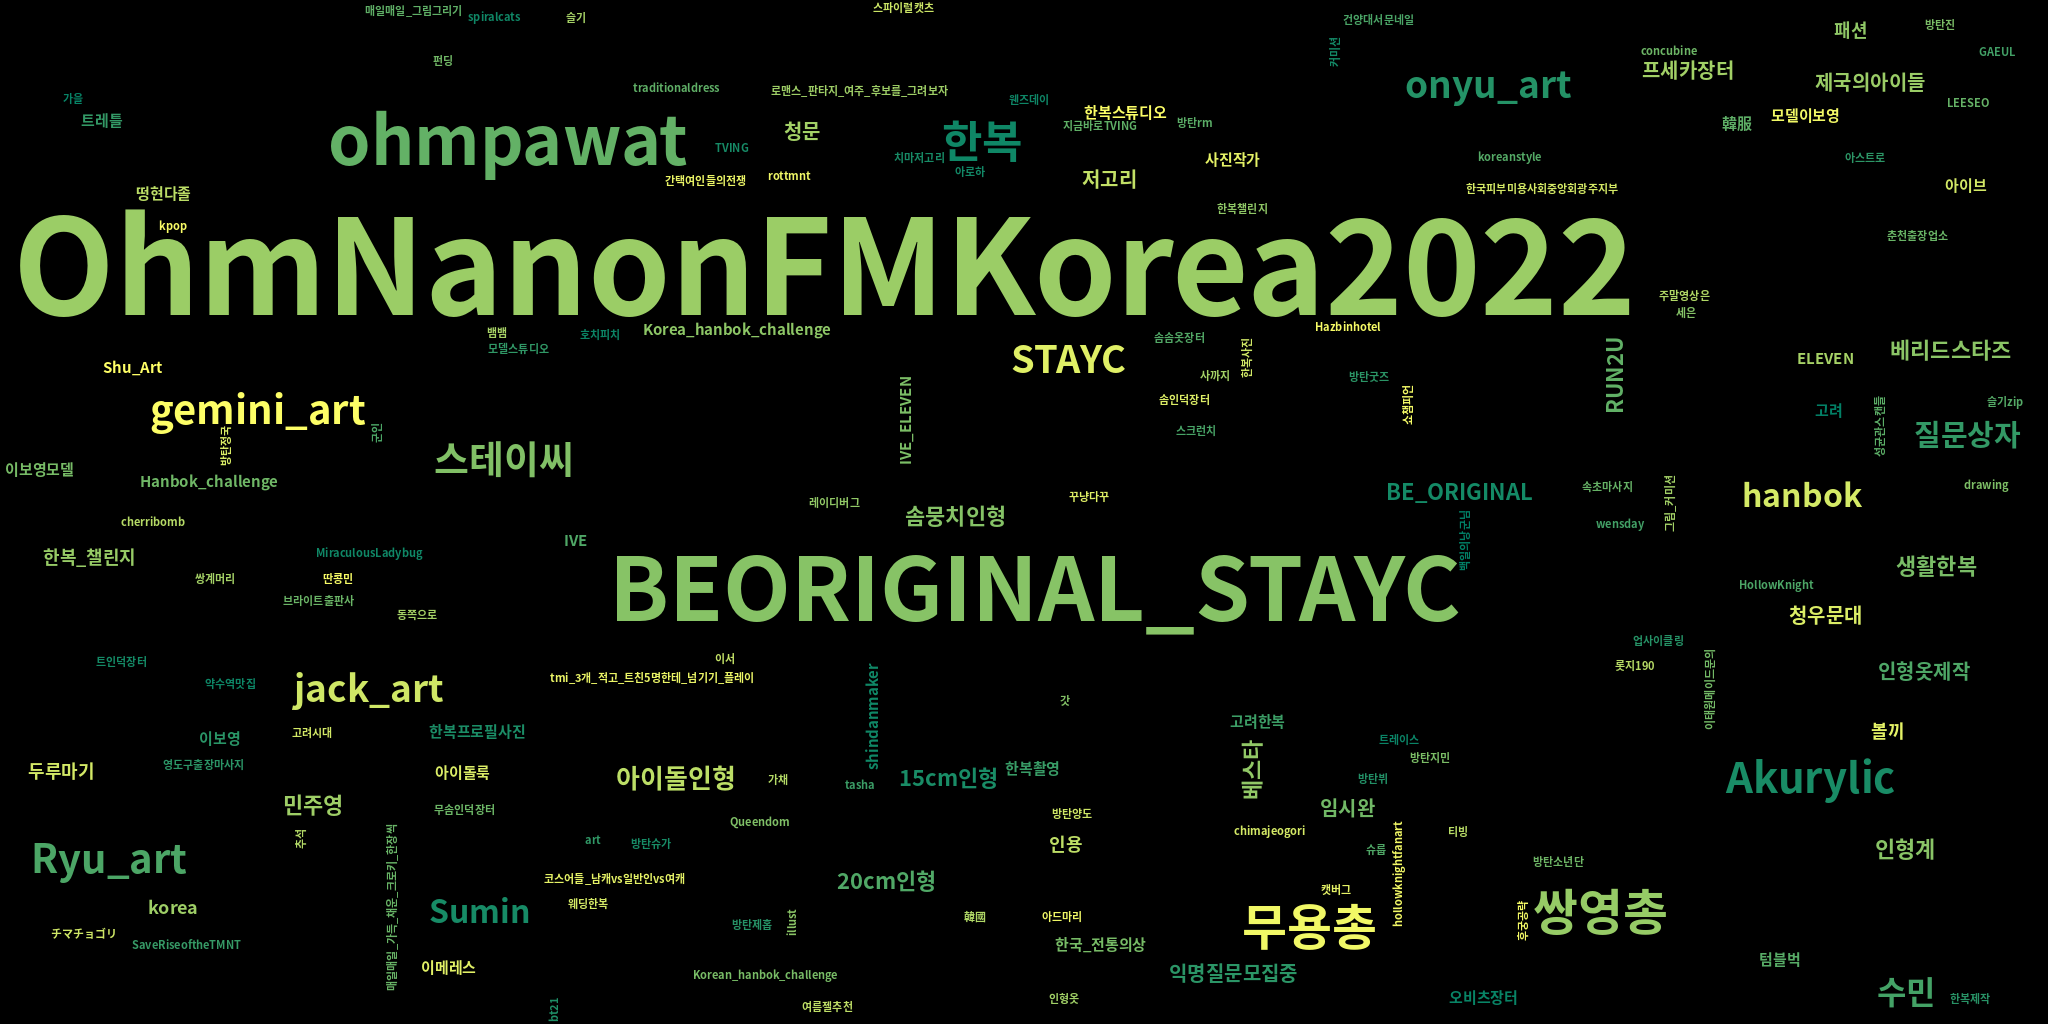 매일매일_그림그리기
spiralcats
슬기
스파이럴캣츠
건양대서문네일
패션
방탄진
커미션
concubine
GAEUL
펀딩
프세카장터
onyu_art
제국의아이들
traditionaldress
로맨스_판타지_여주_후보를_그려보자
웬즈데이
가을
LEESEO
한복스튜디오
모델이보영
트레틀
ohmpawat
청문
한복
지금바로TVING
방탄rm
韓服
TVING
치마저고리
사진작가
koreanstyle
아스트로
아로하
간택여인들의전쟁
rottmnt
저고리
한국피부미용사회중앙회광주지부
아이브
떵현다졸
한복챌린지
kpop
춘천출장업소
OhmNanonFMKorea2022
주말영상은
세은
뱀뱀
호치피치
Korea_hanbok_challenge
Hazbinhotel
솜솜옷장터
모델스튜디오
STAYC
한복사진
RUN2U
ELEVEN
베리드스타즈
Shu_Art
사까지
방탄굿즈
gemini_art
솜인덕장터
쇼챔피언
고려
슬기zip
IVE_ELEVEN
군인
방탄정국
스크런치
성균관스캔들
질문상자
스테이씨
이보영모델
Hanbok_challenge
BE_ORIGINAL
속초마사지
그림_커미션
hanbok
drawing
꾸냥다꾸
레이디버그
cherribomb
솜뭉치인형
wensday
IVE
백일의낭군님
한복_챌린지
MiraculousLadybug
생활한복
쌍계머리
딴콩민
BEORIGINAL_STAYC
HollowKnight
브라이트출판사
동쪽으로
청우문대
업사이클링
트인덕장터
이서
롯지190
이태원메이드문의
인형옷제작
약수역맛집
jack_art
tmi_3개_적고_트친5명한테_넘기기_플레이
shindanmaker
갓
고려한복
이보영
고려시대
한복프로필사진
트레이스
볼끼
영도구출장마사지
두루마기
아이돌룩
아이돌인형
가채
tasha
15cm인형
한복촬영
베스타
방탄지민
방탄뷔
Akurylic
민주영
무솜인덕장터
Queendom
방탄양도
임시완
추석
매일매일_가득_채운_크로키_한장씩
art
방탄슈가
인용
chimajeogori
hollowknightfanart
티빙
슈룹
인형계
Ryu_art
방탄소년단
코스어들_남캐vs일반인vs여캐
20cm인형
캣버그
웨딩한복
korea
Sumin
방탄제홉
illust
韓國
아드마리
무용총
후궁공략
쌍영총
チマチョゴリ
SaveRiseoftheTMNT
한국_전통의상
이메레스
Korean_hanbok_challenge
익명질문모집중
텀블벅
bt21
여름젤추천
인형옷
오비츠장터
수민
한복제작